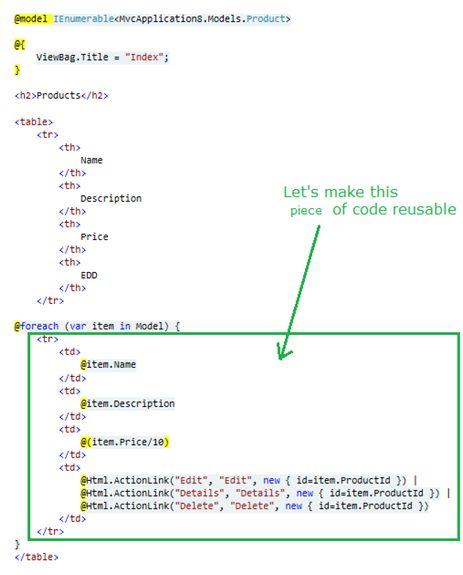 @model IEnumerable<MvcApplication8.Models.Product>
@{
ViewBag.Title = "Index";
}
<h2>Products</h2>
<table>
<tr>
<th>
Name
</th>
<th>
Description
</th>
<th>
Price
</th>
<th>
EDD
</th>
</tr>
Let's make this
piece of code reusable
@foreach (var item in Model) {
<tr>
<td>
@item.Name
</td>
<td>
@item.Description
</td>
<td>
@(item.Price/10)
</td>
<td>
@Html.ActionLink("Edit", "Edit", new { id=item.ProductId }) |
@Html.ActionLink("Details", "Details", new { id=item.ProductId }) |
@Html.ActionLink("Delete", "Delete", new { id=item.ProductId })
</td>
</tr>
}
</table>